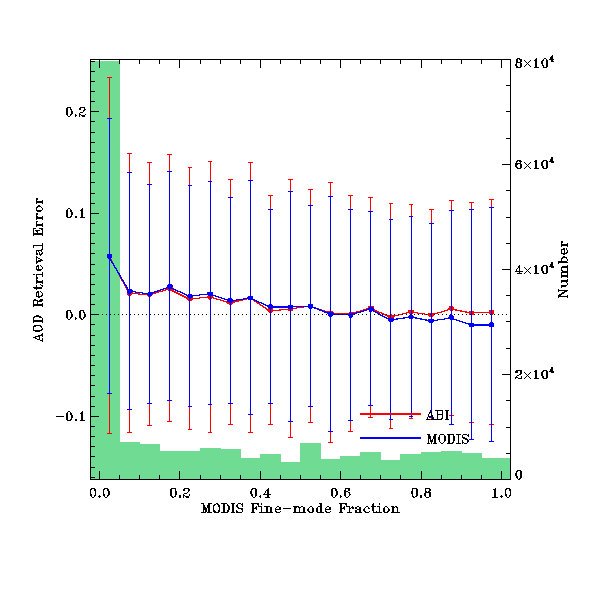 8×10⁴
0.2
6×10⁴
0.1
AOD Retrieval Error
4×10⁴
Number
0.0
2×10⁴
-0.1
ABI
MODIS
0
0.0 0.2 0.4 0.6 0.8 1.0
MODIS Fine-mode Fraction